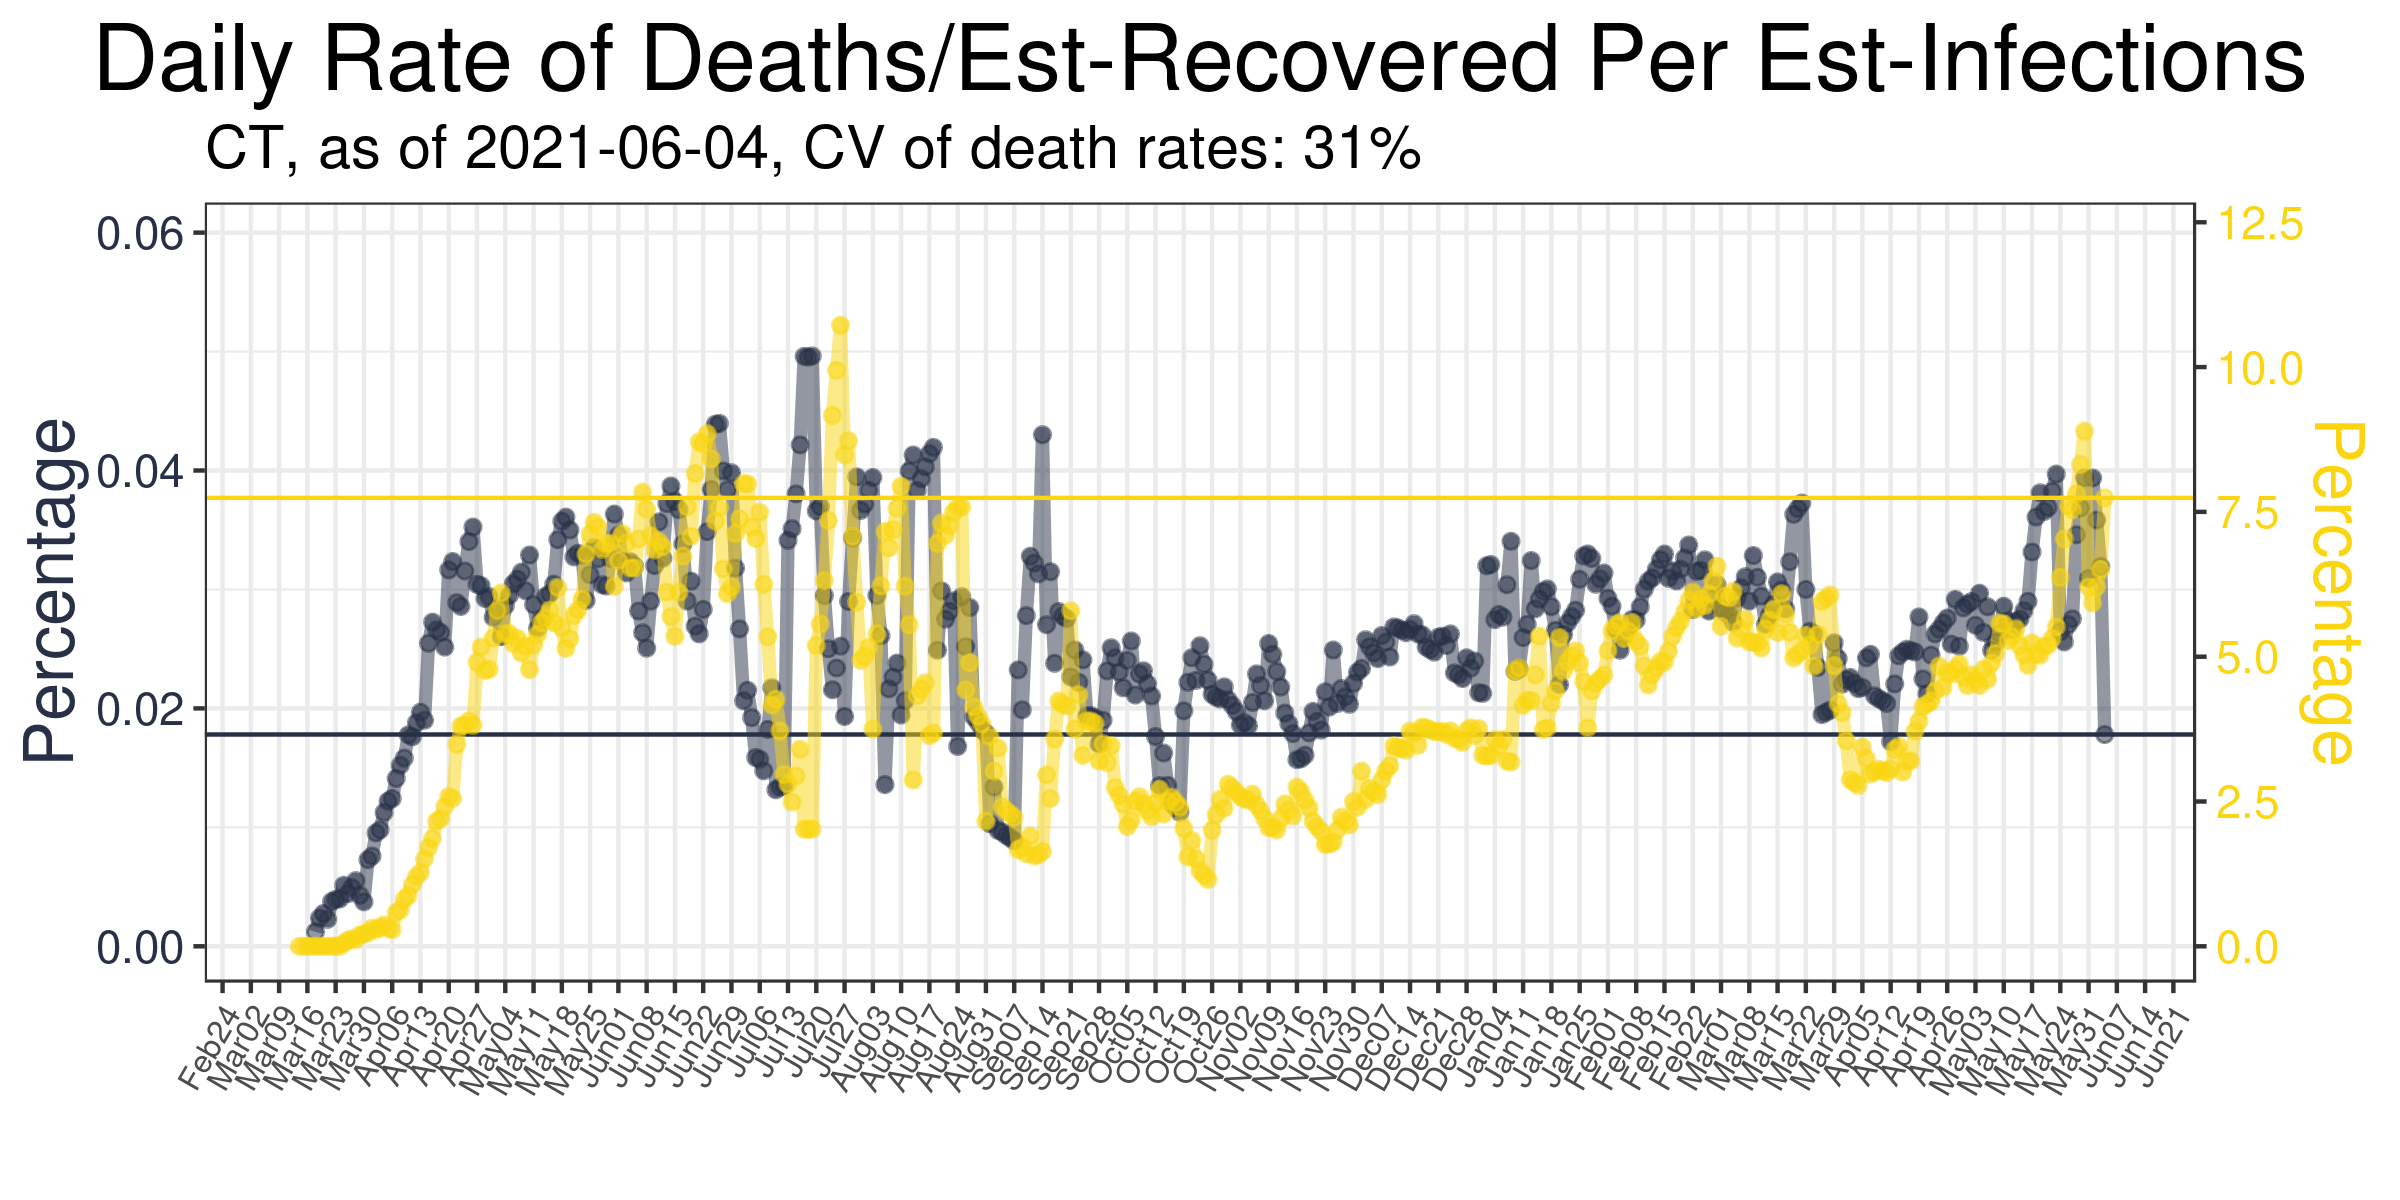 Daily Rate of Deaths/Est-Recovered Per Est-Infections
CT, as of 2021-06-04, CV of death rates: 31%
Percentage
0.06
0.04
0.02
0.00
12.5
10.0
7.5
5.0
2.5
0.0
Percentage
Feb24
Mar02
Mar09
Mar16
Mar23
Mar30
Apr06
Apr13
Apr20
Apr27
May04
May11
May18
May25
Jun01
Jun08
Jun15
Jun22
Jun29
Jul06
Jul13
Jul20
Jul27
Aug03
Aug10
Aug17
Aug24
Aug31
Sep07
Sep14
Sep21
Sep28
Oct05
Oct12
Oct19
Oct26
Nov02
Nov09
Nov16
Nov23
Nov30
Dec07
Dec14
Dec21
Dec28
Jan04
Jan11
Jan18
Jan25
Feb01
Feb08
Feb15
Feb22
Mar01
Mar08
Mar15
Mar22
Mar29
Apr05
Apr12
Apr19
Apr26
May03
May10
May17
May24
May31
Jun07
Jun14
Jun21